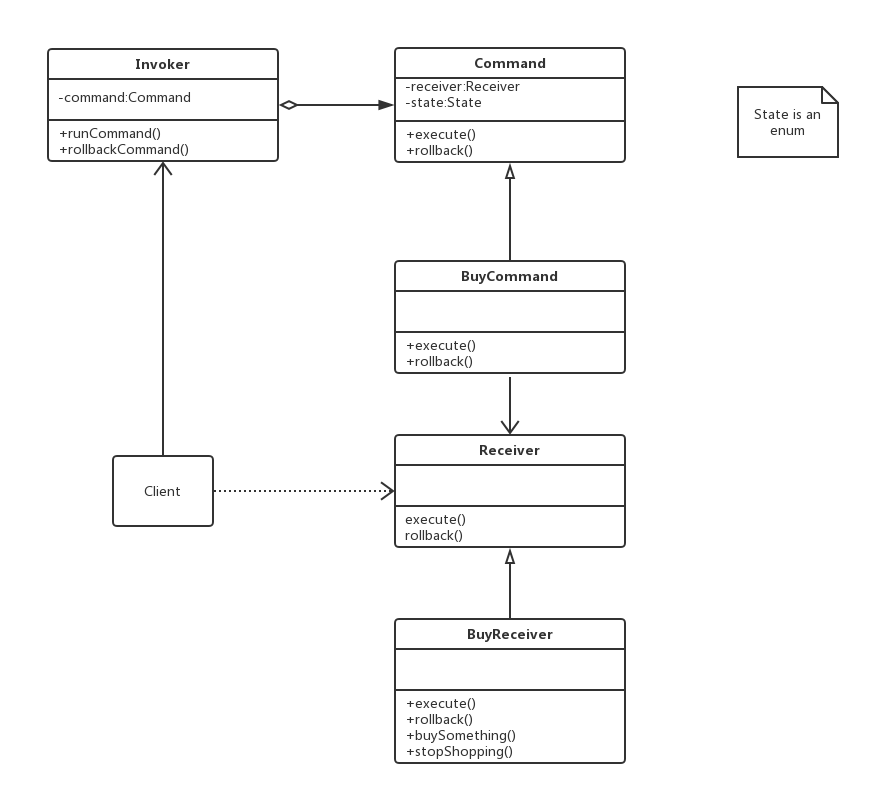 Invoker
-command:Command
+runCommand()
+rollbackCommand()
Command
-receiver:Receiver
-state:State
+execute()
+rollback()
State is an
enum
BuyCommand
+execute()
+rollback()
Client
Receiver
execute()
rollback()
BuyReceiver
+execute()
+rollback()
+buySomething()
+stopShopping()